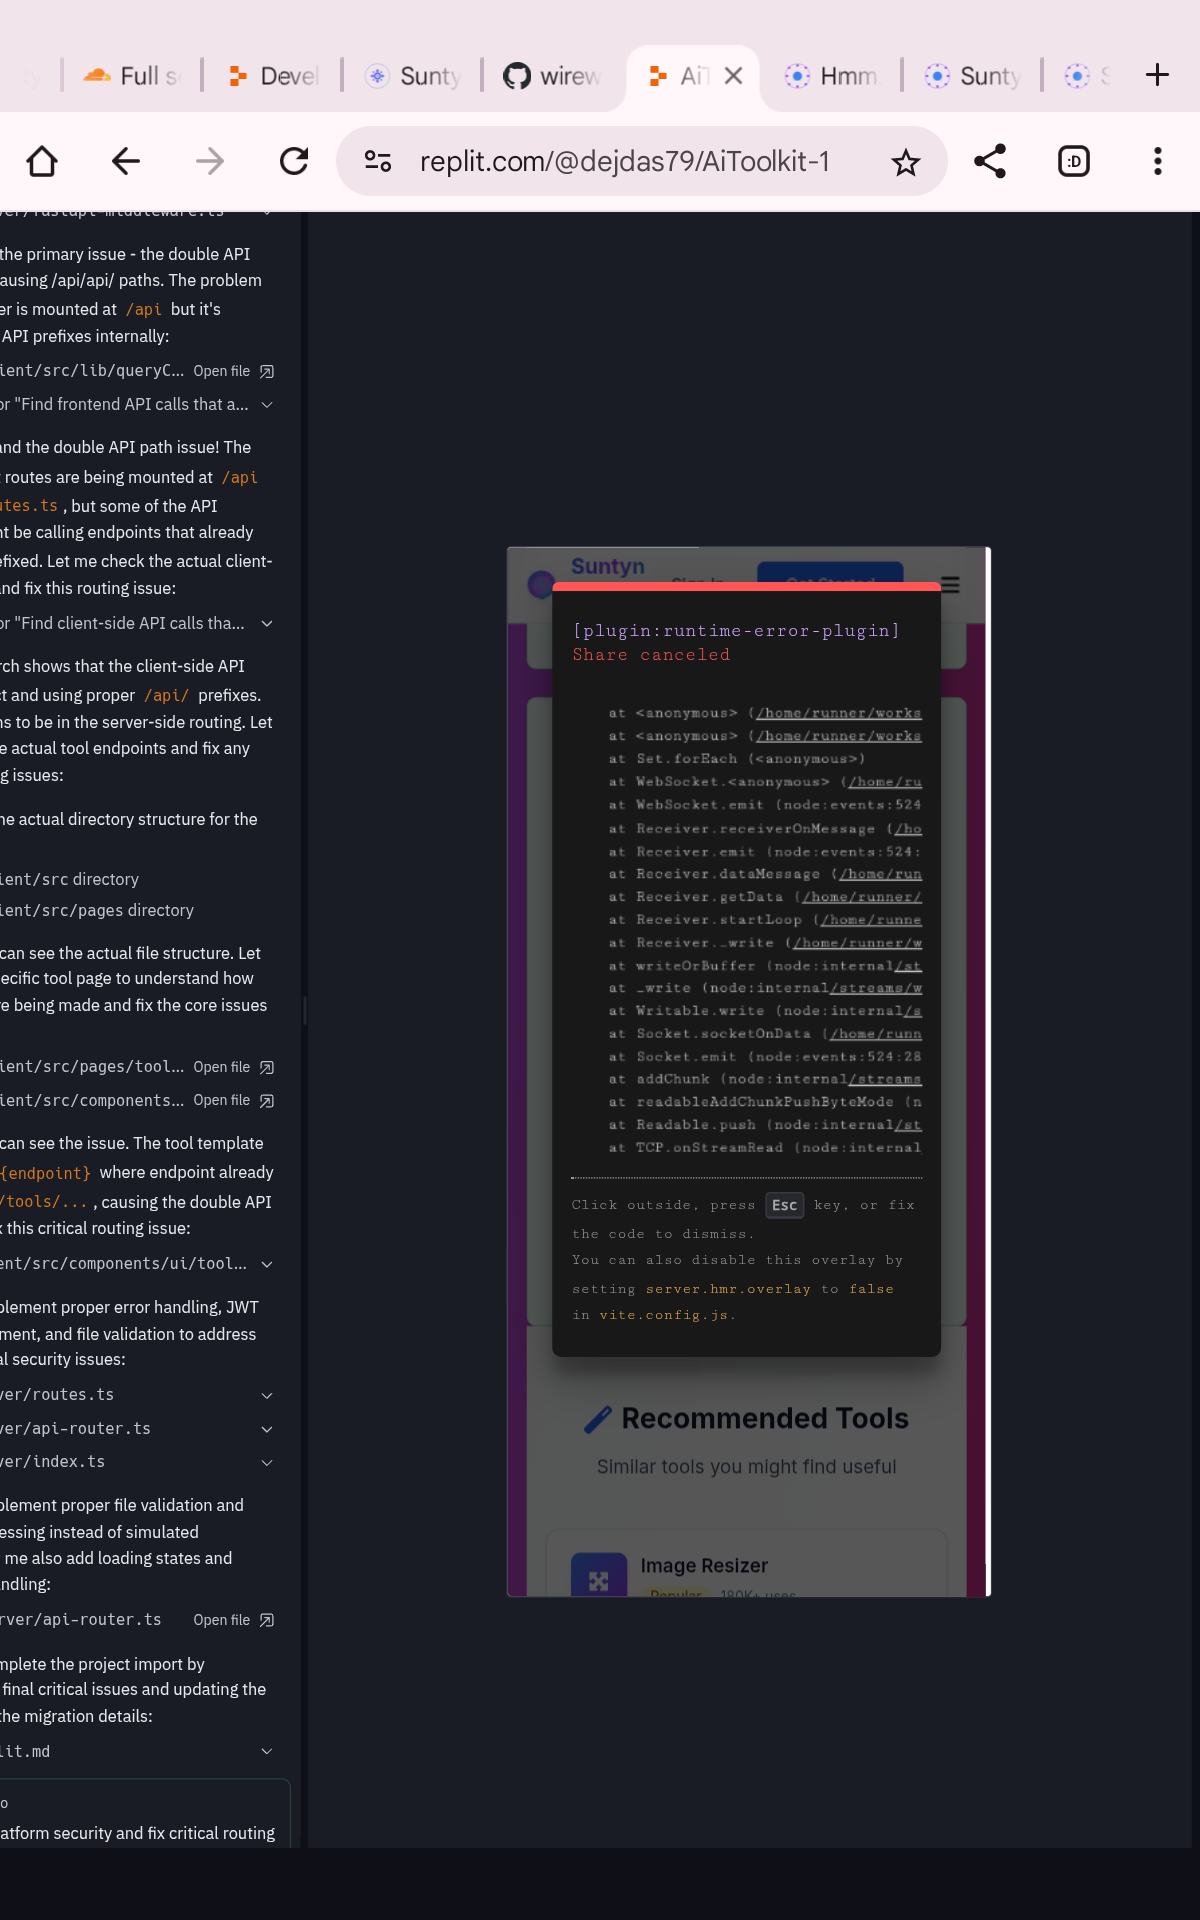 Full s
Devel
Sunty
wirew
AiT
Hmm
Sunty
S
replit.com/@dejdas79/AiToolkit-1
:D
ver/fastapi-middleware.ts
the primary issue - the double API
ausing /api/api/ paths. The problem
er is mounted at /api but it's
API prefixes internally:
ient/src/lib/queryC... Open file
or "Find frontend API calls that a...
and the double API path issue! The
t routes are being mounted at /api
utes.ts , but some of the API
ht be calling endpoints that already
efixed. Let me check the actual client-
and fix this routing issue:
or "Find client-side API calls tha...
rch shows that the client-side API
ct and using proper /api/ prefixes.
ns to be in the server-side routing. Let
e actual tool endpoints and fix any
g issues:
he actual directory structure for the
ient/src directory
ient/src/pages directory
can see the actual file structure. Let
pecific tool page to understand how
re being made and fix the core issues
ient/src/pages/tool... Open file
ient/src/components... Open file
can see the issue. The tool template
{endpoint} where endpoint already
/tools/... , causing the double API
x this critical routing issue:
ent/src/components/ui/tool...
plement proper error handling, JWT
ment, and file validation to address
al security issues:
ver/routes.ts
ver/api-router.ts
ver/index.ts
plement proper file validation and
essing instead of simulated
me also add loading states and
andling:
rver/api-router.ts Open file
mplete the project import by
final critical issues and updating the
the migration details:
lit.md
o
atform security and fix critical routing
Suntyn
Sign In
Get Started
[plugin:runtime-error-plugin]
Share canceled
at <anonymous> (/home/runner/works
at <anonymous> (/home/runner/works
at Set.forEach (<anonymous>)
at WebSocket.<anonymous> (/home/ru
at WebSocket.emit (node:events:524
at Receiver.receiverOnMessage (/ho
at Receiver.emit (node:events:524:
at Receiver.dataMessage (/home/run
at Receiver.getData (/home/runner/
at Receiver.startLoop (/home/runne
at Receiver._write (/home/runner/w
at writeOrBuffer (node:internal/st
at _write (node:internal/streams/w
at Writable.write (node:internal/s
at Socket.socketOnData (/home/runn
at Socket.emit (node:events:524:28
at addChunk (node:internal/streams
at readableAddChunkPushByteMode (n
at Readable.push (node:internal/st
at TCP.onStreamRead (node:internal
Click outside, press Esc key, or fix
the code to dismiss.
You can also disable this overlay by
setting server.hmr.overlay to false
in vite.config.js.
Recommended Tools
Similar tools you might find useful
Image Resizer
Popular 180K+ uses